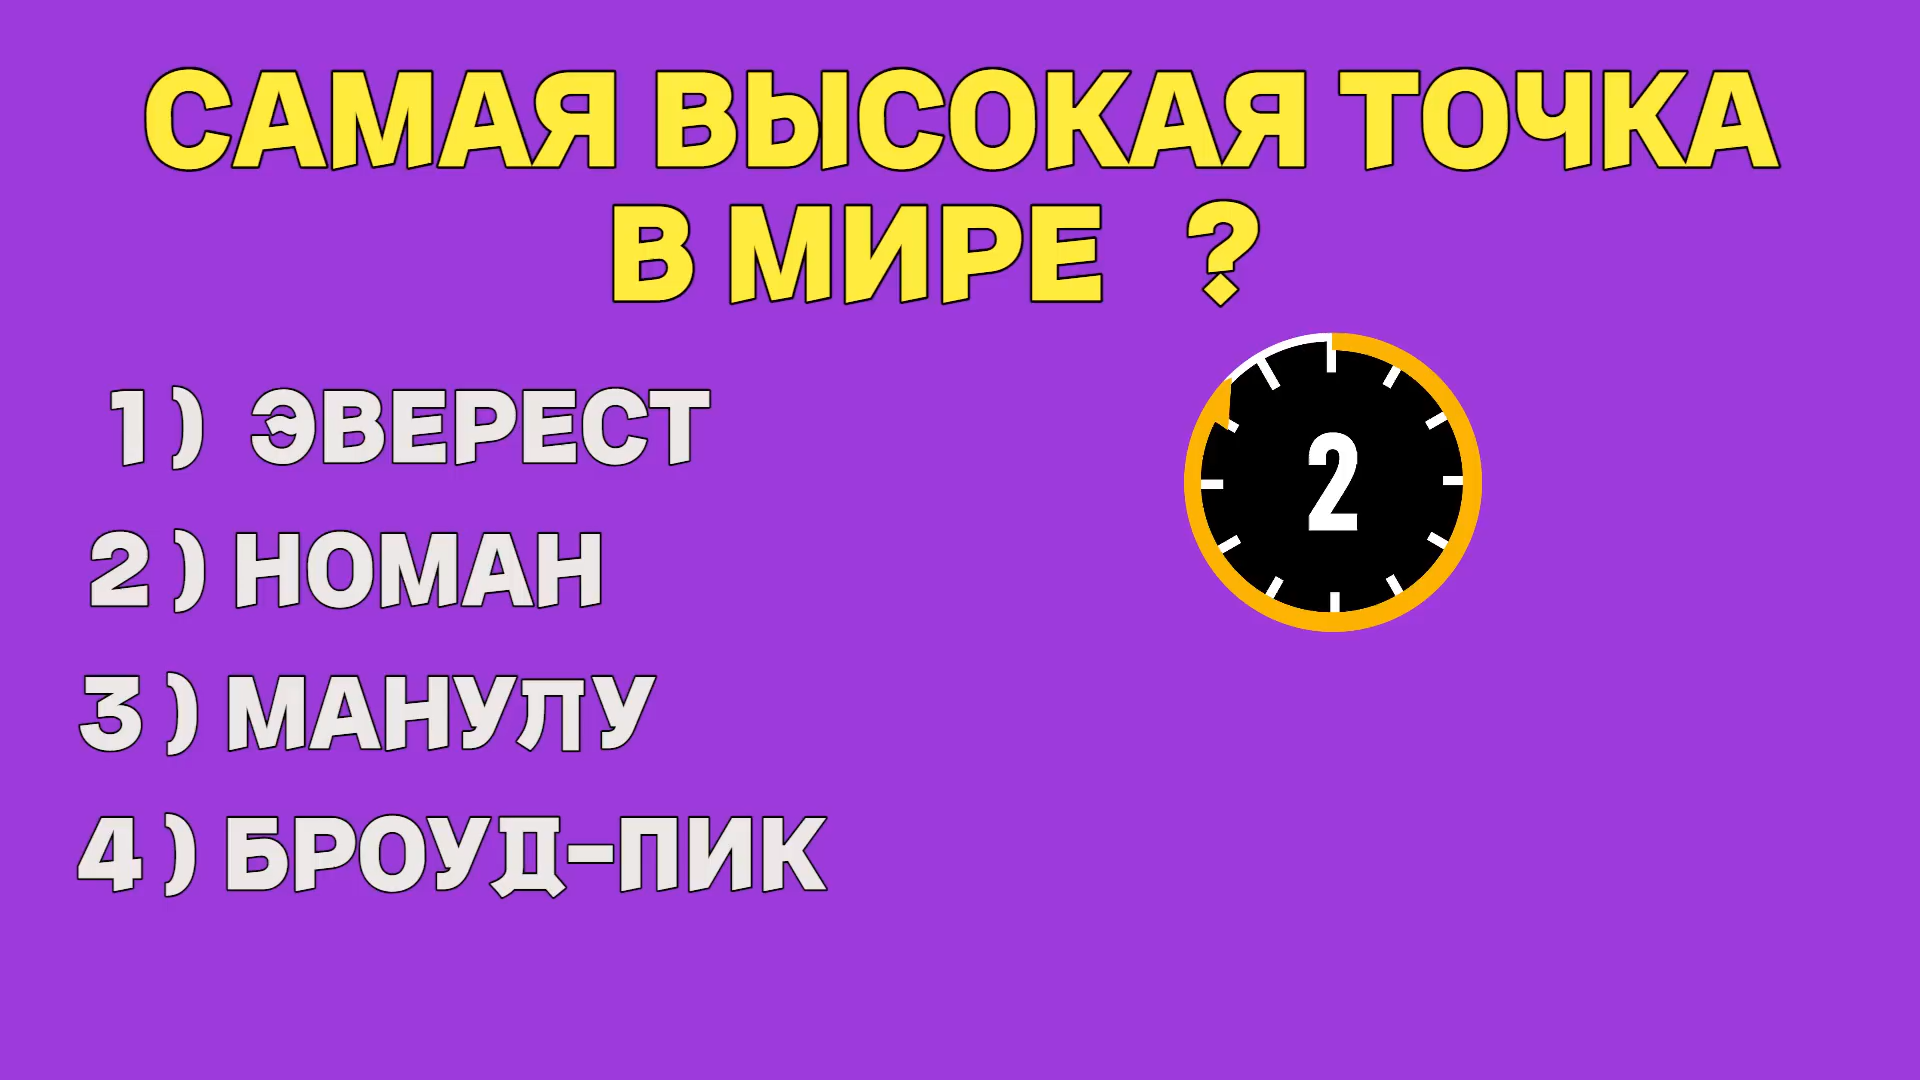 САМАЯ ВЫСОКАЯ ТОЧКА
В МИРЕ ?
1) ЭВЕРЕСТ
2
2) НОМАН
3) МАНУЛУ
4) БРОУД-ПИК